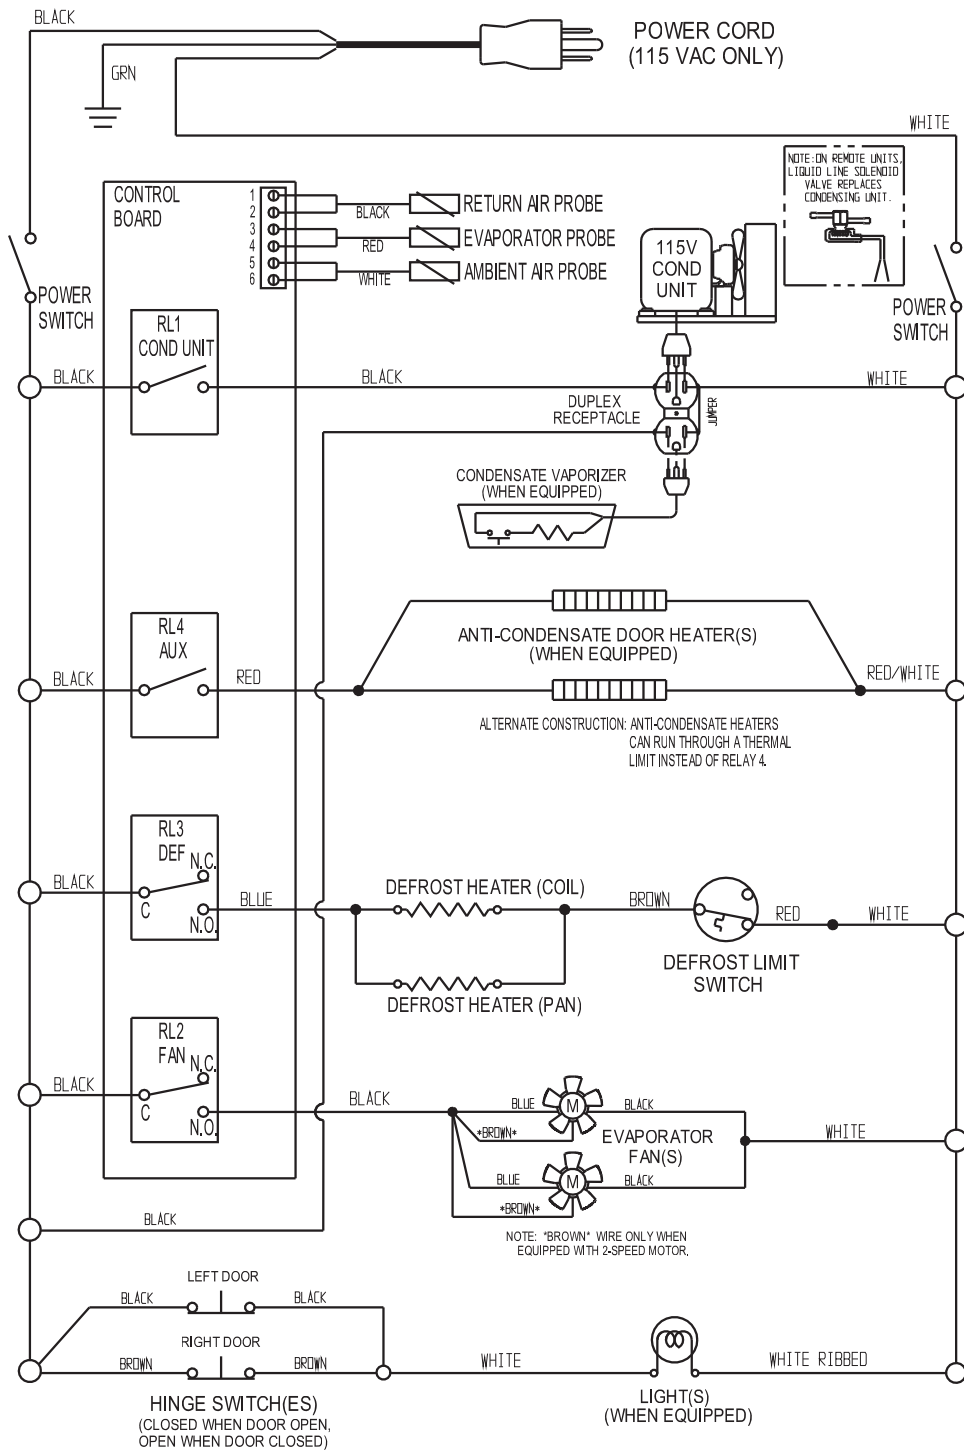 BLACK
POWER CORD
(115 VAC ONLY)
GRN
WHITE
NOTE: ON REMOTE UNITS,
LIQUID LINE SOLENOID
VALVE REPLACES
CONDENSING UNIT.
CONTROL
BOARD
1
2
3
4
5
6
BLACK
RED
WHITE
RETURN AIR PROBE
EVAPORATOR PROBE
AMBIENT AIR PROBE
115V
COND
UNIT
POWER
SWITCH
POWER
SWITCH
RL1
COND UNIT
BLACK
BLACK
WHITE
DUPLEX
RECEPTACLE
JUMPER
CONDENSATE VAPORIZER
(WHEN EQUIPPED)
RL4
AUX
BLACK
RED
ANTI-CONDENSATE DOOR HEATER(S)
(WHEN EQUIPPED)
RED/WHITE
ALTERNATE CONSTRUCTION: ANTI-CONDENSATE HEATERS
CAN RUN THROUGH A THERMAL
LIMIT INSTEAD OF RELAY 4.
RL3
DEF
N.C.
BLACK
C
N.O.
BLUE
DEFROST HEATER (COIL)
BROWN
RED
WHITE
DEFROST LIMIT
SWITCH
DEFROST HEATER (PAN)
RL2
FAN
N.C.
BLACK
C
N.O.
BLACK
BLUE
M
BLACK
*BROWN*
EVAPORATOR
FAN(S)
WHITE
BLUE
M
BLACK
*BROWN*
NOTE: *BROWN* WIRE ONLY WHEN
EQUIPPED WITH 2-SPEED MOTOR.
BLACK
LEFT DOOR
BLACK
BLACK
RIGHT DOOR
BROWN
BROWN
WHITE
WHITE RIBBED
HINGE SWITCH(ES)
(CLOSED WHEN DOOR OPEN,
OPEN WHEN DOOR CLOSED)
LIGHT(S)
(WHEN EQUIPPED)